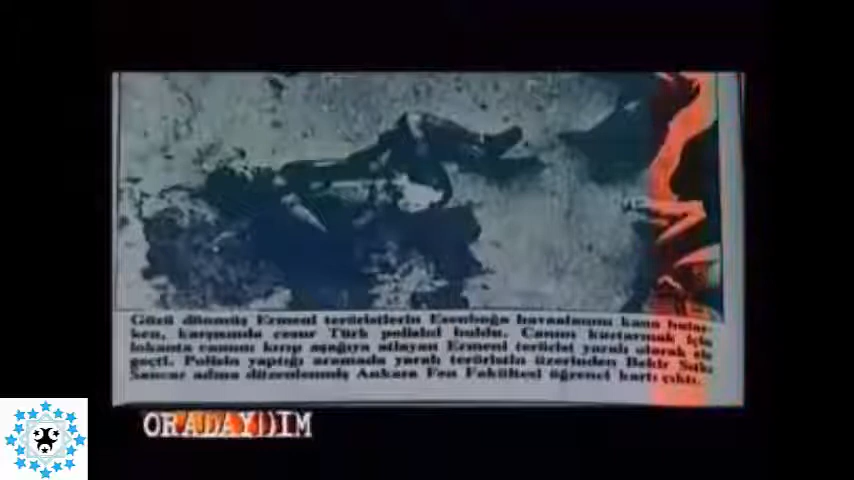 Gözü dönmüş Ermeni teröristlerin Esenboğa havaalanını kana bular-
ken, karşısında cesur Türk polisini buldu. Canını kurtarmak için
lokanta camını kırıp aşağıya atlayan Ermeni terörist yaralı olarak ele
geçti. Polisin yaptığı aramada yaralı teröristin üzerinden Bekir Sıtkı
Sancar adına düzenlenmiş Ankara Fen Fakültesi öğrenci kartı çıktı.
ORADAYDIM